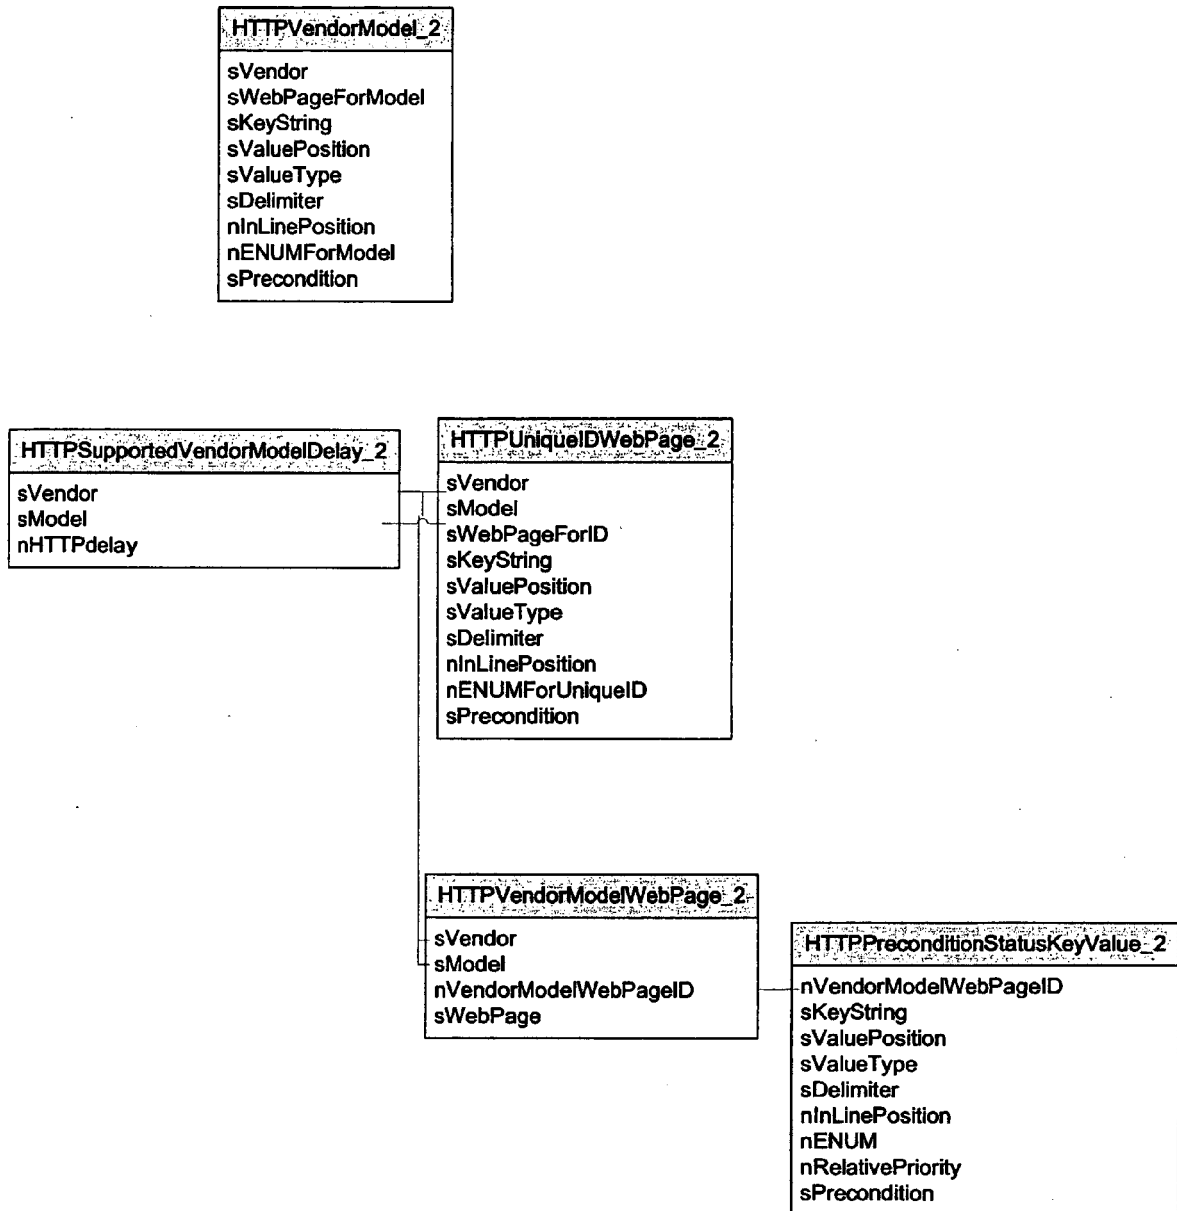 HTTPVendorModel_2
sVendor
sWebPageForModel
sKeyString
sValuePosition
sValueType
sDelimiter
nInLinePosition
nENUMForModel
sPrecondition
HTTPSupportedVendorModelDelay_2
sVendor
sModel
nHTTPdelay
HTTPUniqueIDWebPage_2
sVendor
sModel
sWebPageForID
sKeyString
sValuePosition
sValueType
sDelimiter
nInLinePosition
nENUMForUniqueID
sPrecondition
HTTPVendorModelWebPage_2
sVendor
sModel
nVendorModelWebPageID
sWebPage
HTTPPreconditionStatusKeyValue_2
nVendorModelWebPageID
sKeyString
sValuePosition
sValueType
sDelimiter
nInLinePosition
nENUM
nRelativePriority
sPrecondition